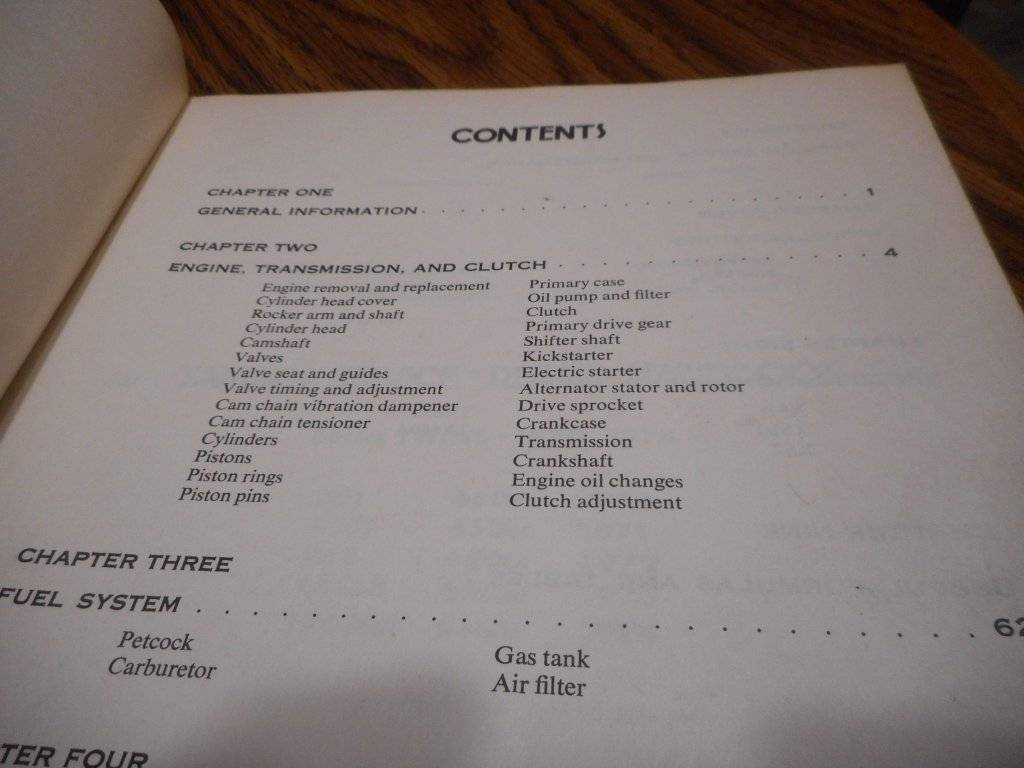 CONTENTS
CHAPTER ONE
GENERAL INFORMATION . . . . . . . . . . . . . . . . . . . . 1
CHAPTER TWO
ENGINE, TRANSMISSION, AND CLUTCH . . . . . . . . . . . . . . 4
Engine removal and replacement
Cylinder head cover
Rocker arm and shaft
Cylinder head
Camshaft
Valves
Valve seat and guides
Valve timing and adjustment
Cam chain vibration dampener
Cam chain tensioner
Cylinders
Pistons
Piston rings
Piston pins
Primary case
Oil pump and filter
Clutch
Primary drive gear
Shifter shaft
Kickstarter
Electric starter
Alternator stator and rotor
Drive sprocket
Crankcase
Transmission
Crankshaft
Engine oil changes
Clutch adjustment
CHAPTER THREE
FUEL SYSTEM . . . . . . . . . . . . . . . . . . . . . 62
Petcock
Carburetor
Gas tank
Air filter
TER FOUR